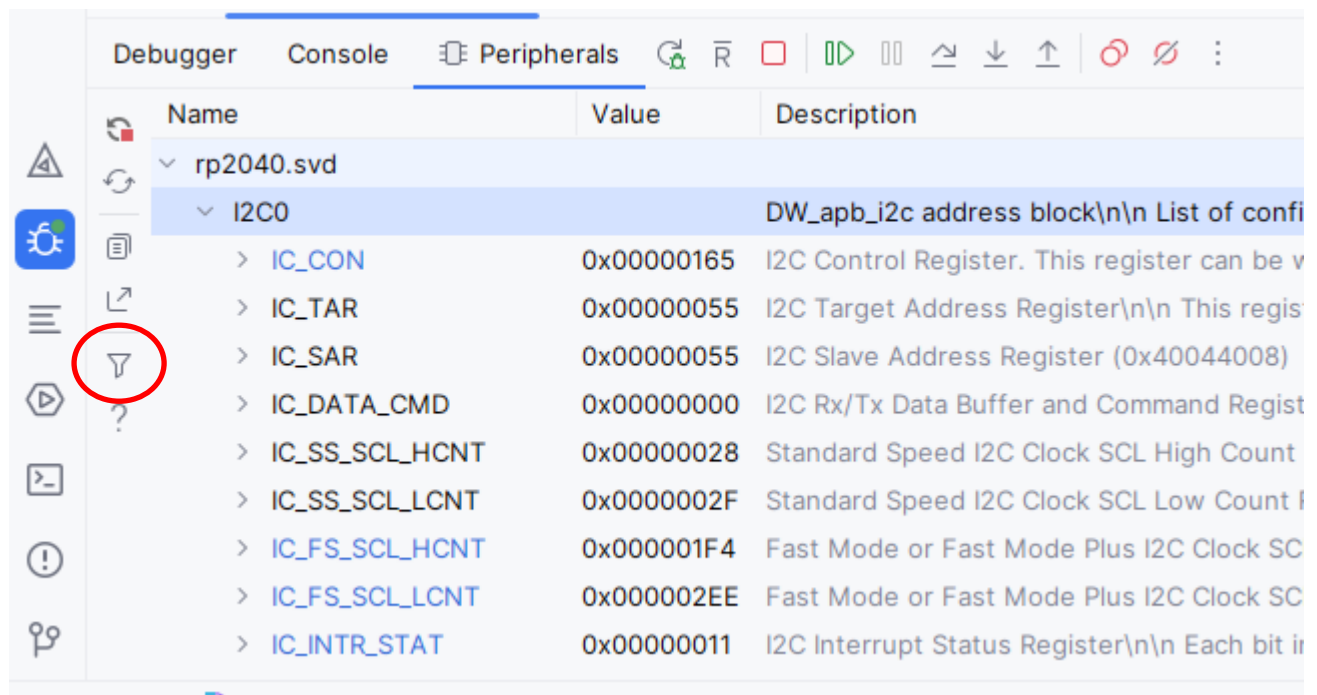 Debugger Console Peripherals
Name Value Description
rp2040.svd
I2C0 DW_apb_i2c address block\n\n List of confi
IC_CON 0x00000165 I2C Control Register. This register can be
IC_TAR 0x00000055 I2C Target Address Register\n\n This regis
IC_SAR 0x00000055 I2C Slave Address Register (0x40044008)
IC_DATA_CMD 0x00000000 I2C Rx/Tx Data Buffer and Command Regist
IC_SS_SCL_HCNT 0x00000028 Standard Speed I2C Clock SCL High Count
IC_SS_SCL_LCNT 0x0000002F Standard Speed I2C Clock SCL Low Count
IC_FS_SCL_HCNT 0x000001F4 Fast Mode or Fast Mode Plus I2C Clock SC
IC_FS_SCL_LCNT 0x000002EE Fast Mode or Fast Mode Plus I2C Clock SC
IC_INTR_STAT 0x00000011 I2C Interrupt Status Register\n\n Each bit